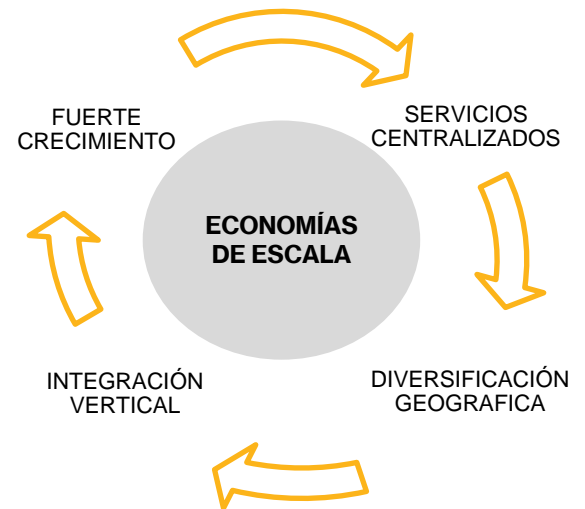 FUERTE
CRECIMIENTO
SERVICIOS
CENTRALIZADOS
ECONOMÍAS
DE ESCALA
INTEGRACIÓN
VERTICAL
DIVERSIFICACIÓN
GEOGRAFICA